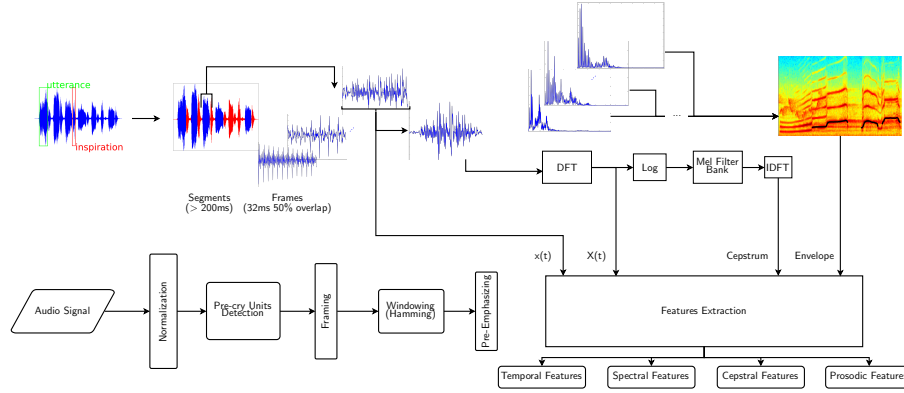 utterance
inspiration
Segments
(> 200ms)
Frames
(32ms 50% overlap)
...
DFT
Log
Mel Filter
Bank
IDFT
x(t)
X(t)
Cepstrum
Envelope
Audio Signal
Normalization
Pre-cry Units
Detection
Framing
Windowing
(Hamming)
Pre-Emphasizing
Features Extraction
Temporal Features
Spectral Features
Cepstral Features
Prosodic Features